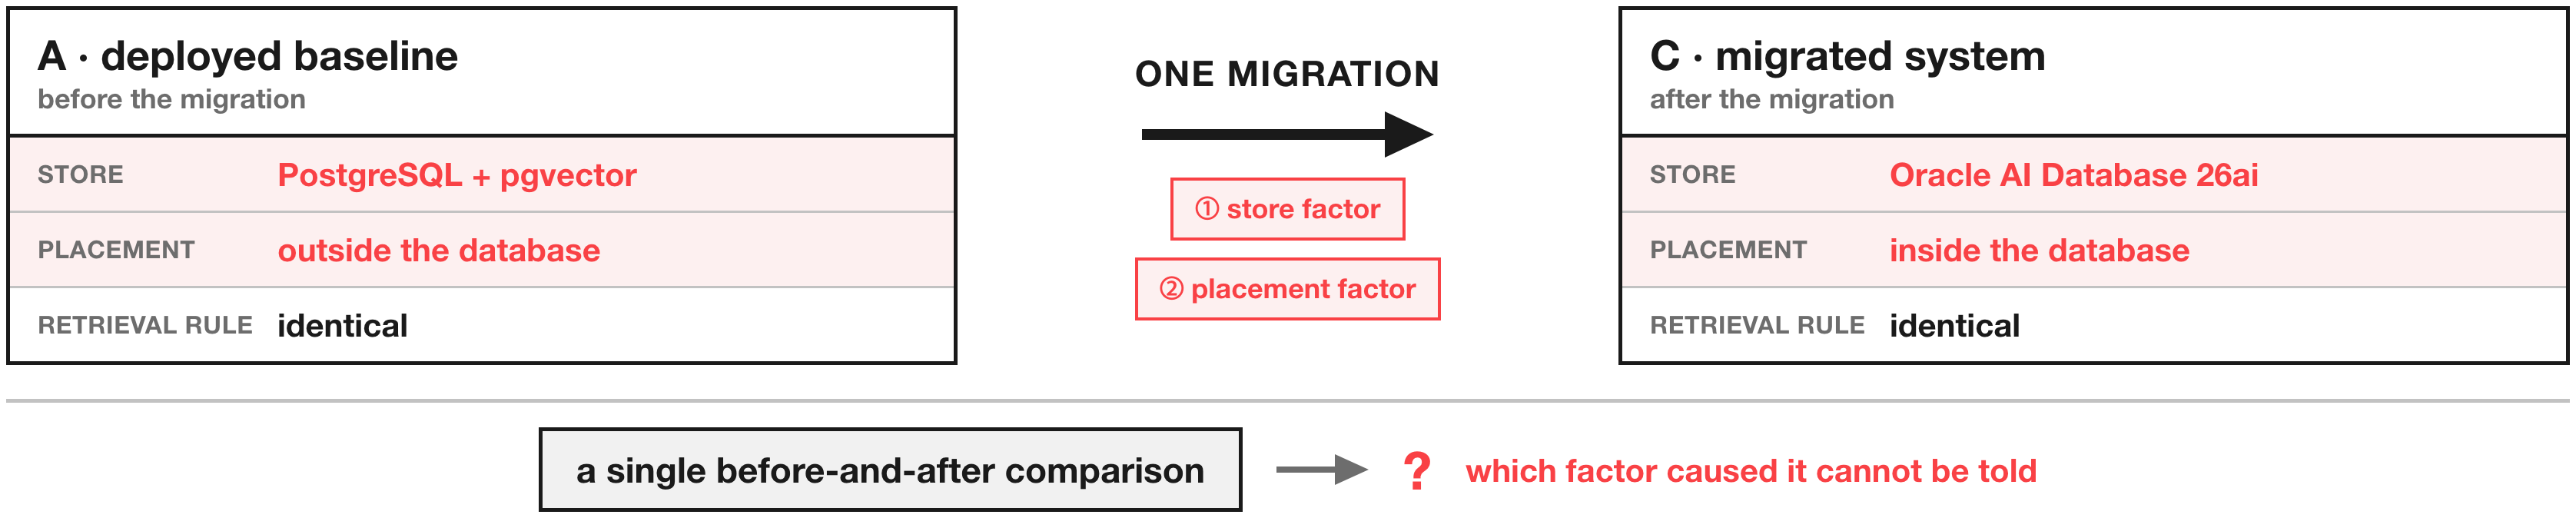 A · deployed baseline
before the migration
STORE PostgreSQL + pgvector
PLACEMENT outside the database
RETRIEVAL RULE identical
ONE MIGRATION
① store factor
② placement factor
C · migrated system
after the migration
STORE Oracle AI Database 26ai
PLACEMENT inside the database
RETRIEVAL RULE identical
a single before-and-after comparison
? which factor caused it cannot be told